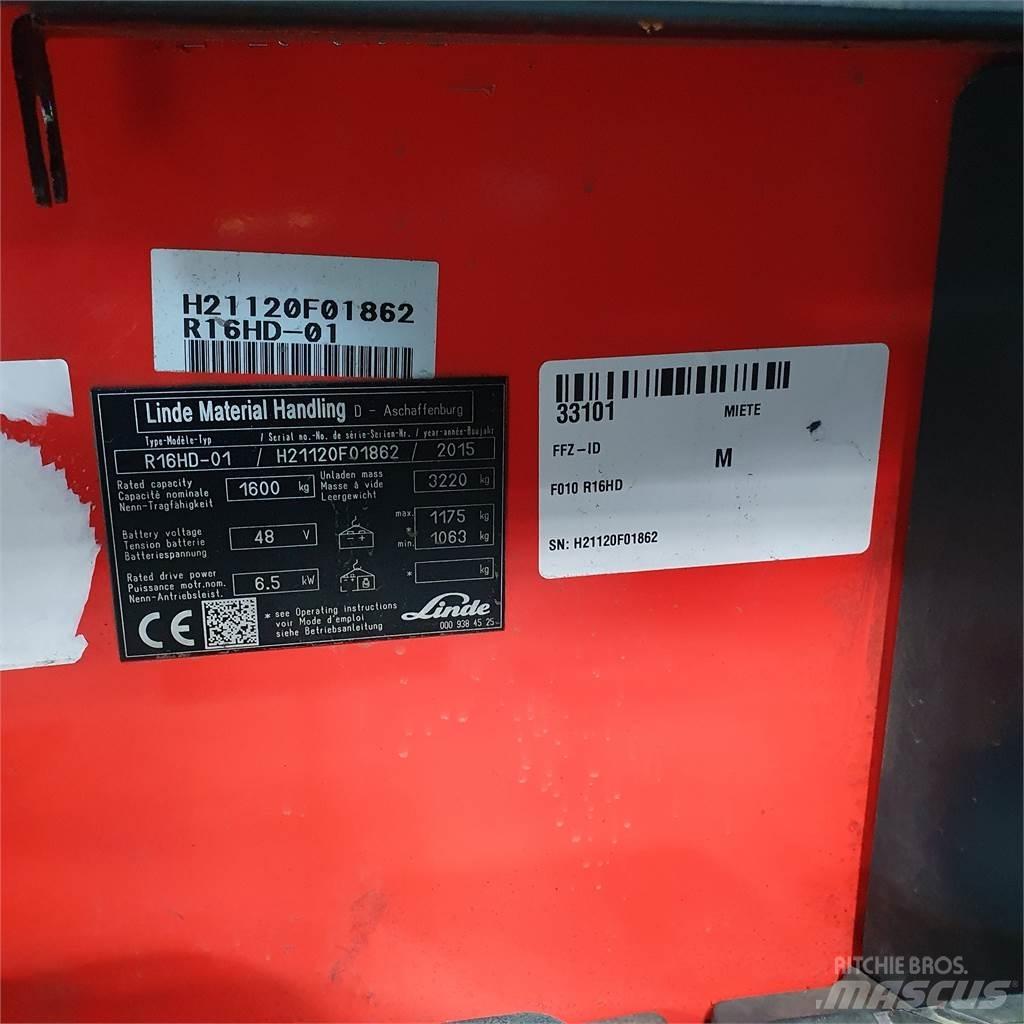 H21120F01862
R16HD-01
Linde Material Handling D - Aschaffenburg
Type-Modèle-Typ / Serial no.-No. de série-Serien-Nr. / year-année-Baujahr
R16HD-01 / H21120F01862 / 2015
Rated capacity
Capacité nominale
Nenn-Tragfähigkeit
1600 kg
Unladen mass
Masse à vide
Leergewicht
3220 kg
Battery voltage
Tension batterie
Batteriespannung
48 V
max. 1175 kg
*
min. 1063 kg
Rated drive power
Puissance motr.nom.
Nenn-Antriebsleist.
6.5 kW
* kg
CE
* see Operating instructions
voir Mode d'emploi
siehe Betriebsanleitung
Linde
000 938 45 25
33101 MIETE
FFZ-ID
M
F010 R16HD
SN: H21120F01862
RITCHIE BROS.
MASCUS